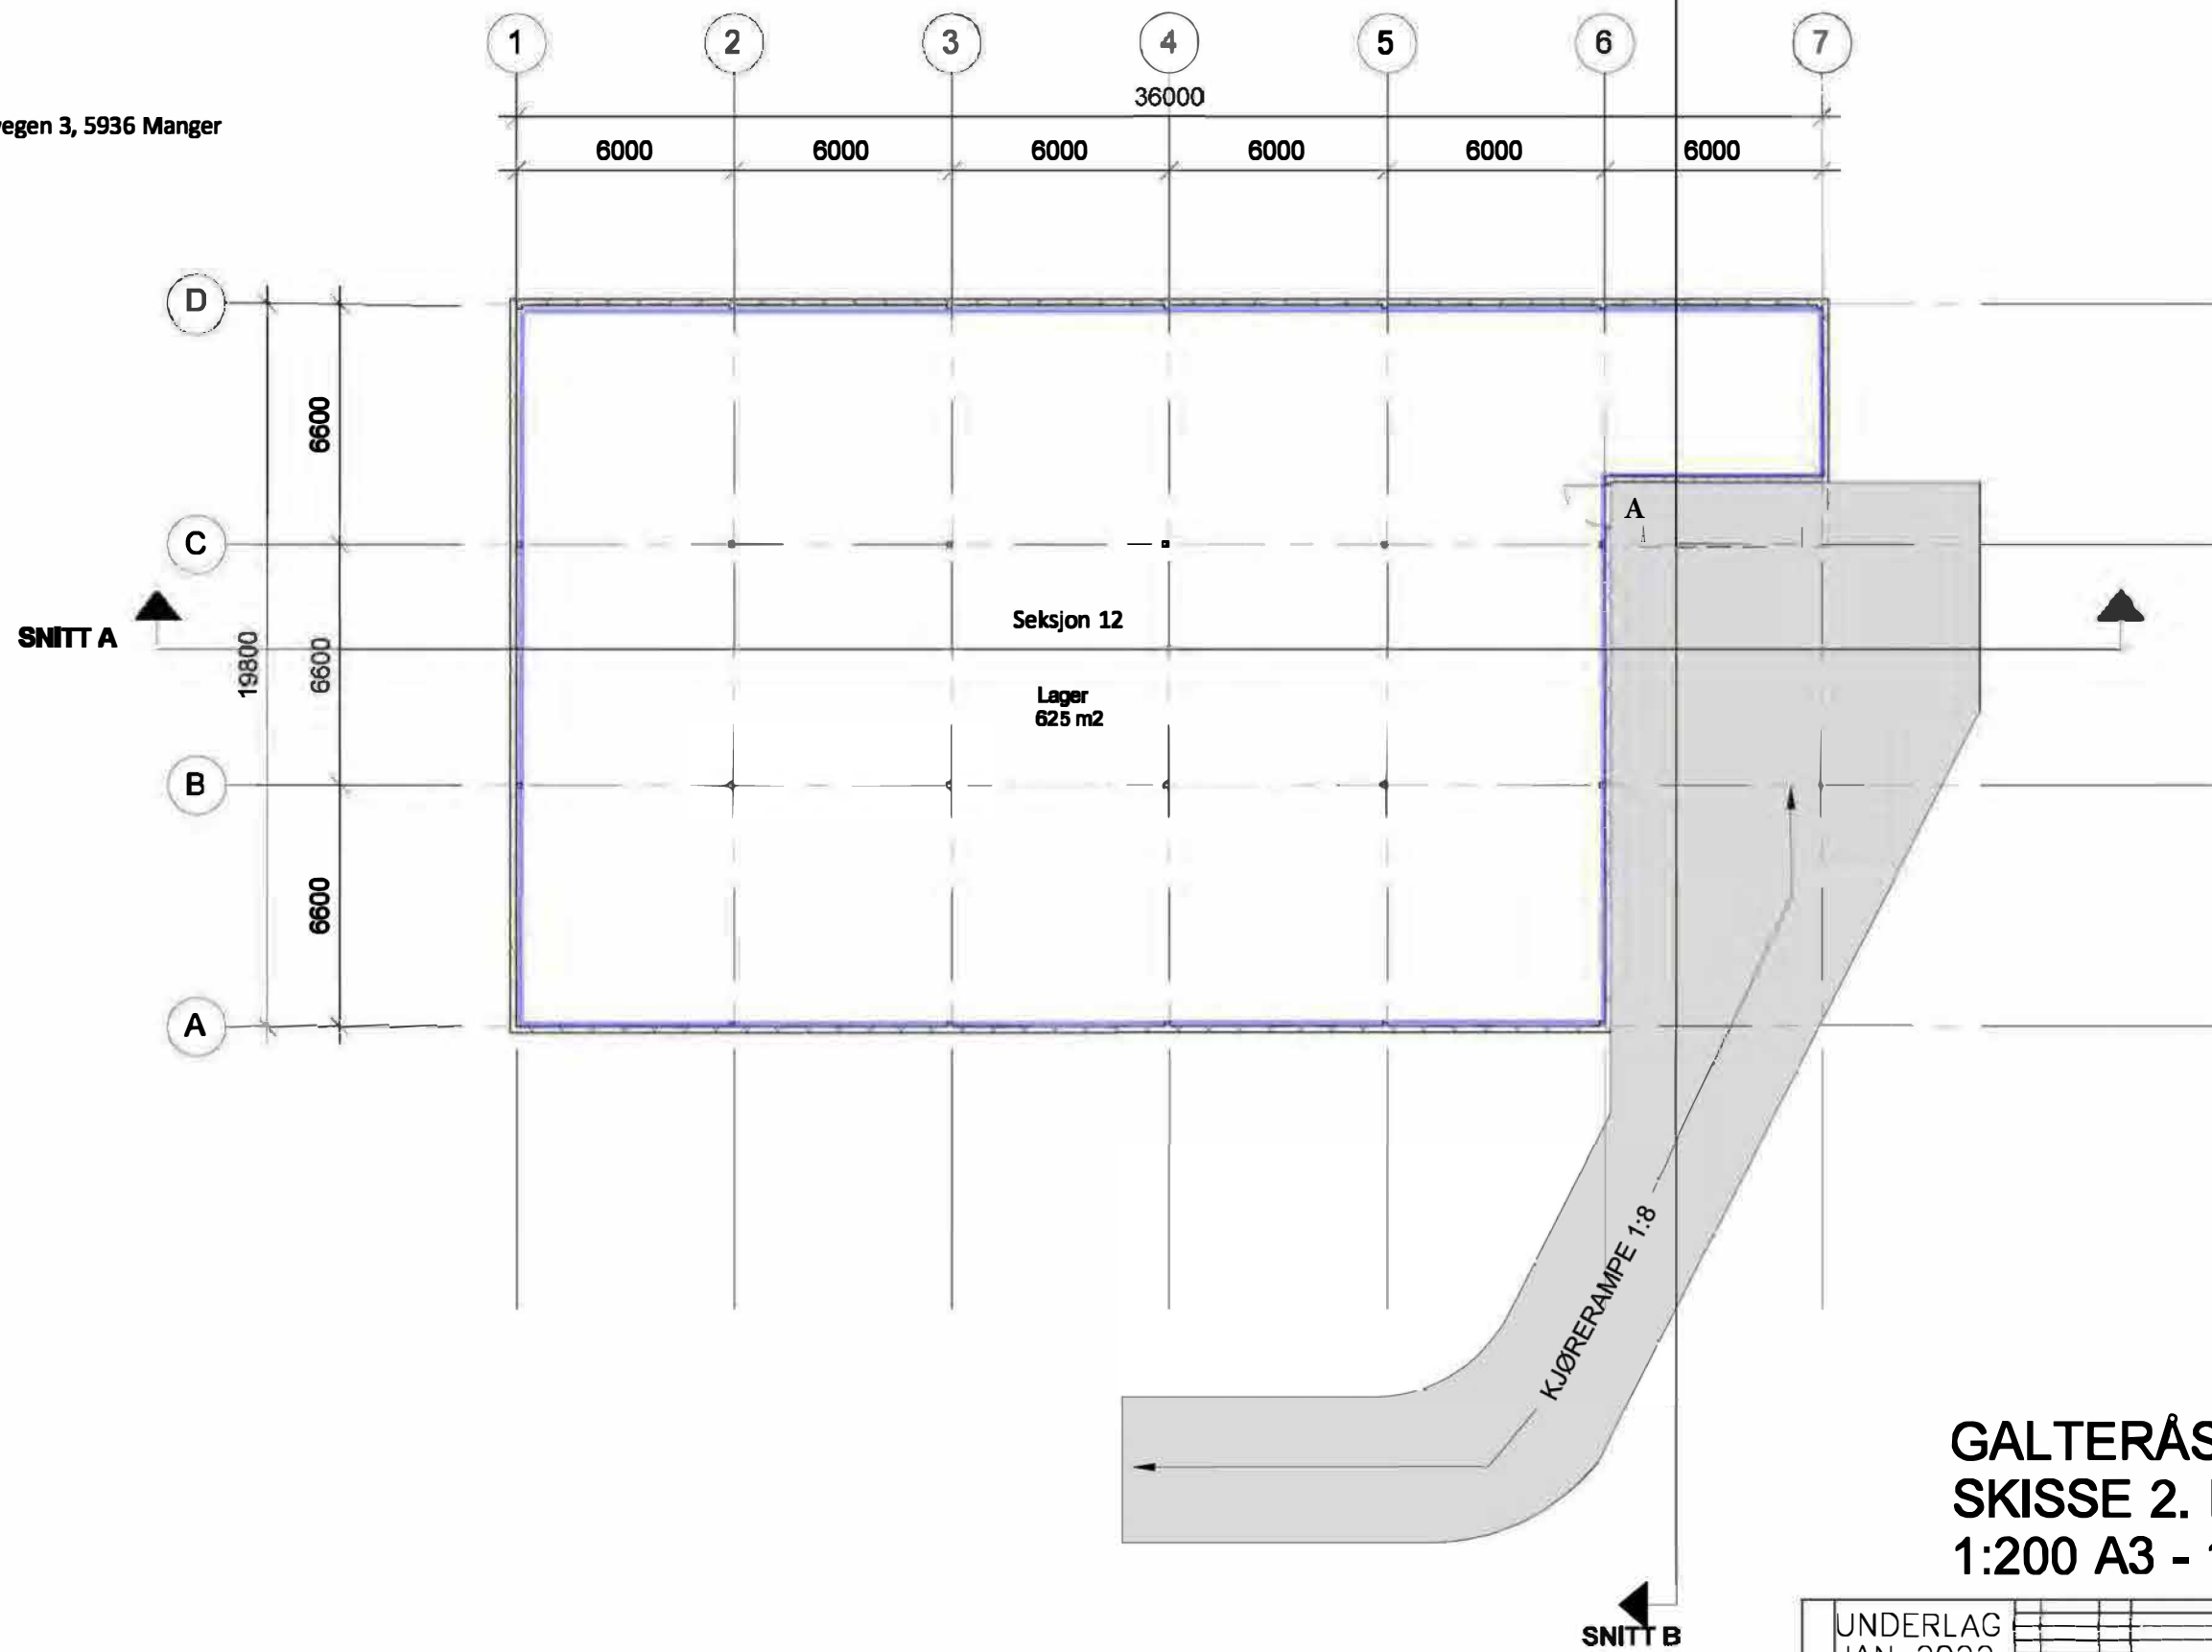 1 2 3 4 5 6 7
36000
egen 3, 5936 Manger
6000 6000 6000 6000 6000 6000
D
6600
A
C
Seksjon 12
SNITT A
19800
6600
Lager
625 m2
B
6600
A
KJØRERAMPE 1:8
GALTERÅS
SKISSE 2.
1:200 A3 -
UNDERLAG
SNITT B